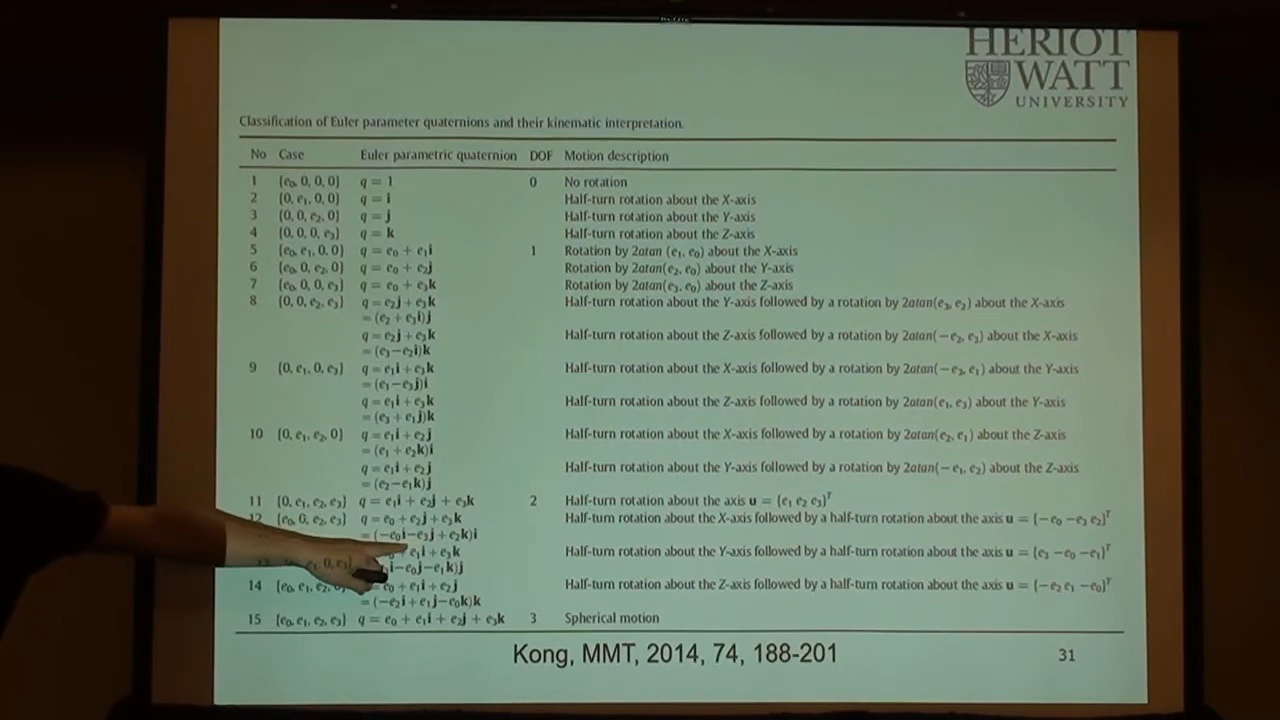 HERIOT
WATT
UNIVERSITY
Classification of Euler parameter quaternions and their kinematic interpretation.
No Case Euler parametric quaternion DOF Motion description
1 {e₀, 0, 0, 0} q = 1 0 No rotation
2 {0, e₁, 0, 0} q = i Half-turn rotation about the X-axis
3 {0, 0, e₂, 0} q = j Half-turn rotation about the Y-axis
4 {0, 0, 0, e₃} q = k Half-turn rotation about the Z-axis
5 {e₀, e₁, 0, 0} q = e₀ + e₁i 1 Rotation by 2atan (e₁, e₀) about the X-axis
6 {e₀, 0, e₂, 0} q = e₀ + e₂j Rotation by 2atan(e₂, e₀) about the Y-axis
7 {e₀, 0, 0, e₃} q = e₀ + e₃k Rotation by 2atan(e₃, e₀) about the Z-axis
8 {0, 0, e₂, e₃} q = e₂j + e₃k Half-turn rotation about the Y-axis followed by a rotation by 2atan(e₃, e₂) about the X-axis
= (e₂ + e₃i)j
q = e₂j + e₃k Half-turn rotation about the Z-axis followed by a rotation by 2atan(−e₂, e₃) about the X-axis
= (e₃−e₂i)k
9 {0, e₁, 0, e₃} q = e₁i + e₃k Half-turn rotation about the X-axis followed by a rotation by 2atan(−e₃, e₁) about the Y-axis
= (e₁−e₃j)i
q = e₁i + e₃k Half-turn rotation about the Z-axis followed by a rotation by 2atan(e₁, e₃) about the Y-axis
= (e₃ + e₁j)k
10 {0, e₁, e₂, 0} q = e₁i + e₂j Half-turn rotation about the X-axis followed by a rotation by 2atan(e₂, e₁) about the Z-axis
= (e₁ + e₂k)i
q = e₁i + e₂j Half-turn rotation about the Y-axis followed by a rotation by 2atan(−e₁, e₂) about the Z-axis
= (e₂−e₁k)j
11 {0, e₁, e₂, e₃} q = e₁i + e₂j + e₃k 2 Half-turn rotation about the axis u = {e₁ e₂ e₃}ᵀ
12 {e₀, 0, e₂, e₃} q = e₀ + e₂j + e₃k Half-turn rotation about the X-axis followed by a half-turn rotation about the axis u = {−e₀ −e₃ e₂}ᵀ
= (−e₀i−e₃j + e₂k)i
e₁i + e₃k Half-turn rotation about the Y-axis followed by a half-turn rotation about the axis u = {e₃ −e₀ −e₁}ᵀ
i−e₀j−e₁k)j
14 {e₀, e₁, e₂, 0} = e₀ + e₁i + e₂j Half-turn rotation about the Z-axis followed by a half-turn rotation about the axis u = {−e₂ e₁ −e₀}ᵀ
= (−e₂i + e₁j−e₀k)k
15 {e₀, e₁, e₂, e₃} q = e₀ + e₁i + e₂j + e₃k 3 Spherical motion
Kong, MMT, 2014, 74, 188-201
31